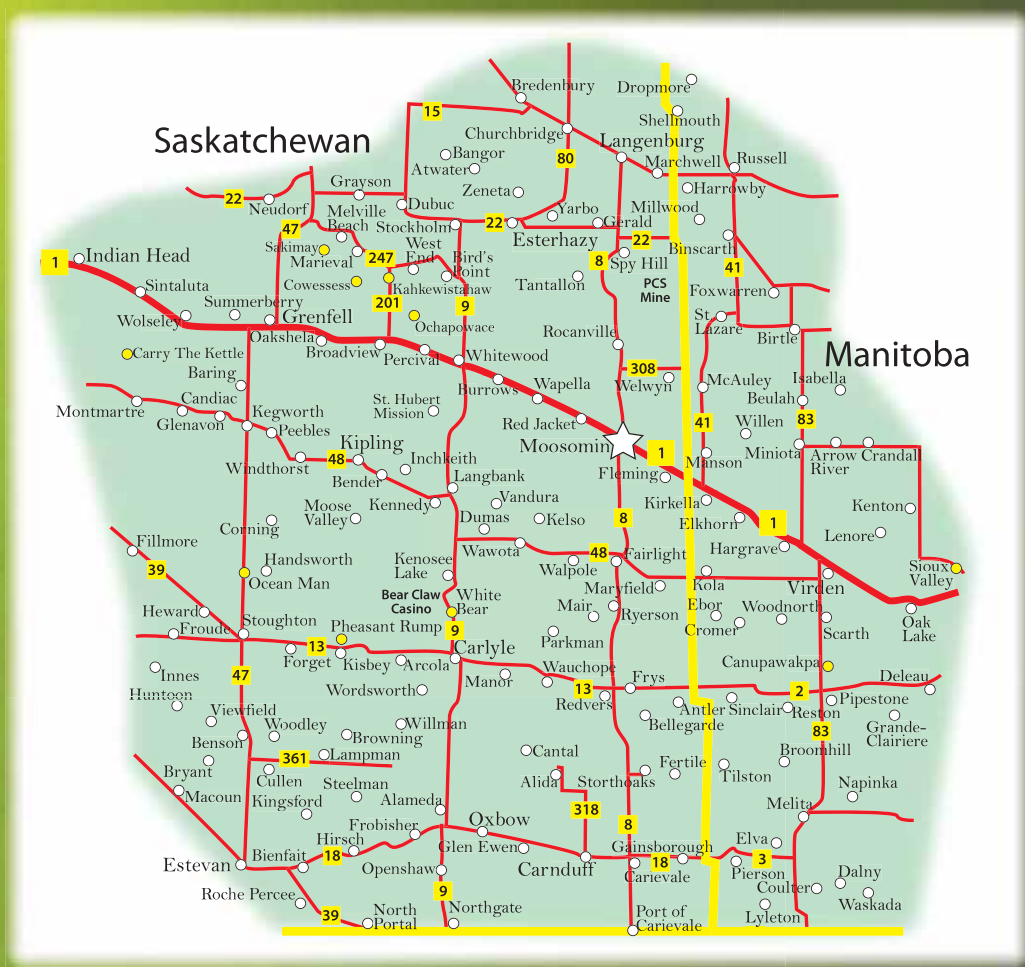 Bredenbury
Dropmore
15
Shellmouth
Saskatchewan
Churchbridge
Langenburg
Bangor
80
Marchwell
Russell
Atwater
Grayson
Zeneta
Harrowby
22
Neudorf
Melville
Beach
Dubuc
Yarbo
Millwood
47
Stockholm
22
Gerald
Esterhazy
22
Binscarth
Sakimay
Marieval
West
End
Bird's
Point
1
Indian Head
247
8
Spy Hill
41
Cowessess
Kahkewistahaw
Tantallon
PCS
Mine
Foxwarren
Sintaluta
Summerberry
201
9
Wolseley
Grenfell
Ochapowace
St.
Lazare
Oakshela
Rocanville
Birtle
Carry The Kettle
Broadview
Percival
Whitewood
Manitoba
Baring
308
Welwyn
McAuley
Isabella
Burrows
Wapella
Montmartre
Candiac
St. Hubert
Mission
Beulah
Glenavon
Kegworth
Red Jacket
41
Willen
83
Peebles
Kipling
Moosomin
1
Miniota
Arrow
River
Crandall
Windthorst
48
Inchkeith
Fleming
Manson
Bender
Langbank
Moose
Valley
Kennedy
Vandura
Kirkella
Kenton
Corning
Dumas
Kelso
8
Elkhorn
1
Lenore
Fillmore
Wawota
48
Fairlight
Hargrave
39
Handsworth
Kenosee
Lake
Walpole
Sioux
Valley
Ocean Man
Maryfield
Kola
Virden
Bear Claw
Casino
White
Bear
Heward
Mair
Ryerson
Ebor
Woodnorth
Oak
Lake
Froude
Stoughton
Pheasant Rump
9
Cromer
Scarth
13
Parkman
Forget
Kisbey
Arcola
Carlyle
Canupawakpa
Innes
47
Wauchope
Deleau
Huntoon
Wordsworth
Manor
13
Frys
2
Redvers
Antler
Sinclair
Reston
Pipestone
Viewfield
Bellegarde
Woodley
Willman
83
Grande-
Clairiere
Benson
Browning
Cantal
Broomhill
361
Lampman
Fertile
Bryant
Cullen
Steelman
Alida
Storthoaks
Tilston
Napinka
Macoun
Kingsford
Alameda
318
Melita
Oxbow
8
Frobisher
Elva
Hirsch
Glen Ewen
Gainsborough
Estevan
Bienfait
18
Openshaw
Carnduff
18
3
Carievale
Pierson
Dalny
Roche Percee
9
Coulter
Waskada
39
North
Portal
Northgate
Port of
Carievale
Lyleton